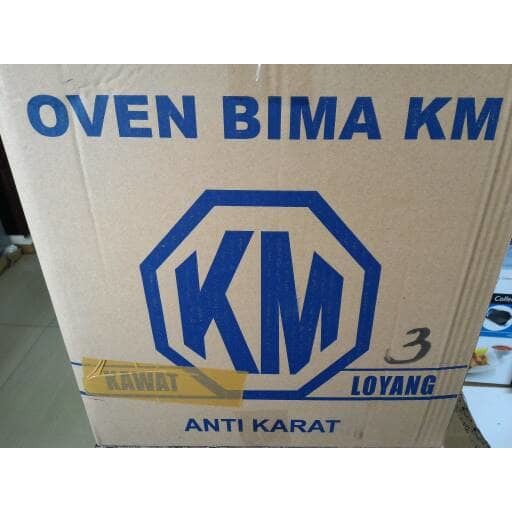 OVEN BIMA KM
KM
3
KAWAT
LOYANG
ANTI KARAT